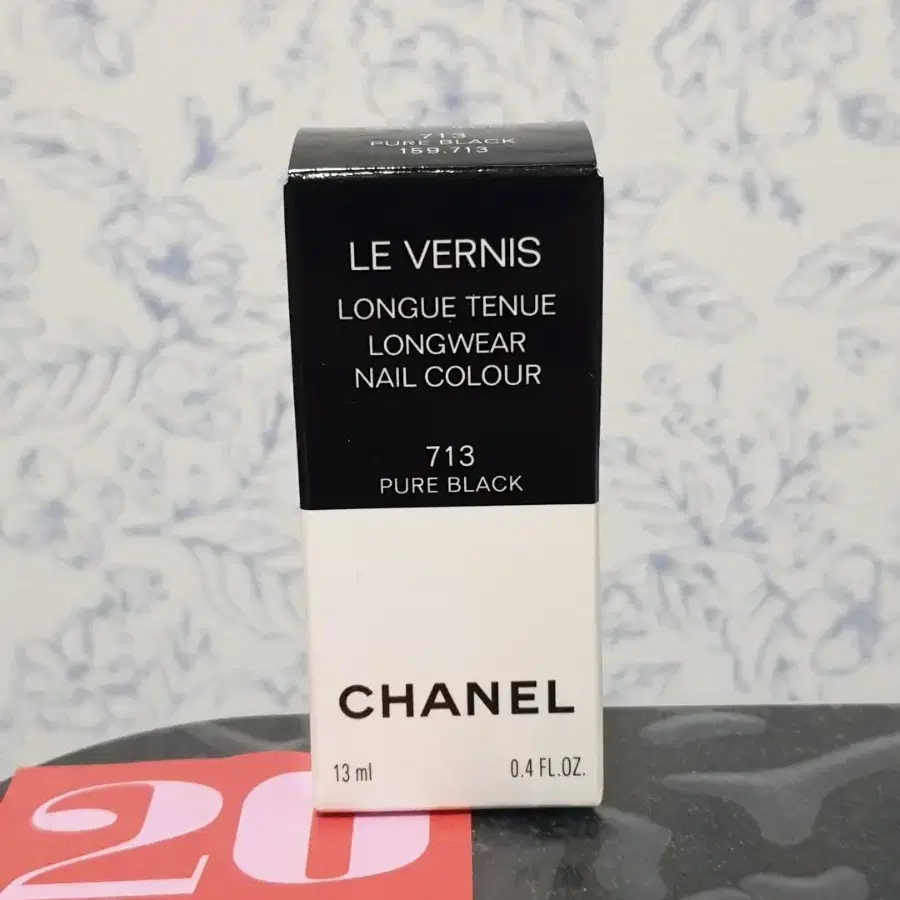 713
PURE BLACK
159.713
LE VERNIS
LONGUE TENUE
LONGWEAR
NAIL COLOUR
713
PURE BLACK
CHANEL
13 ml 0.4 FL.OZ.
20